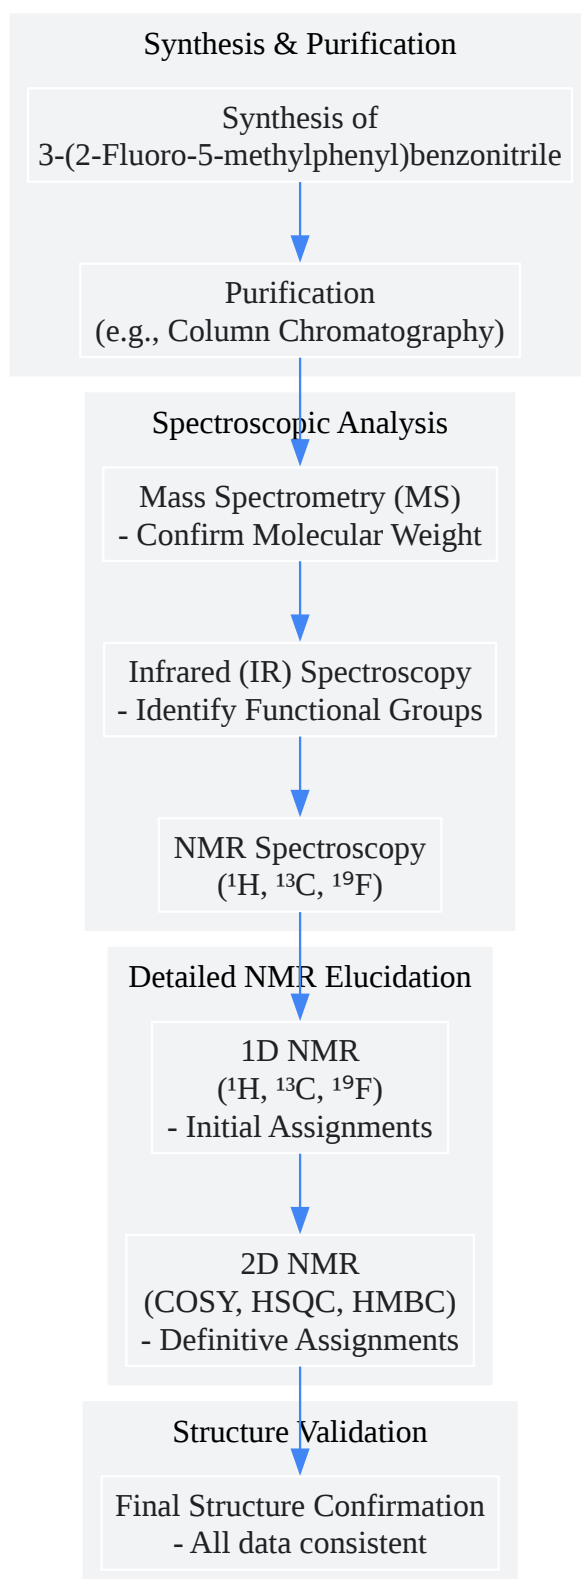 Synthesis & Purification
Synthesis of
3-(2-Fluoro-5-methylphenyl)benzonitrile
Purification
(e.g., Column Chromatography)
Spectroscopic Analysis
Mass Spectrometry (MS)
- Confirm Molecular Weight
Infrared (IR) Spectroscopy
- Identify Functional Groups
NMR Spectroscopy
(¹H, ¹³C, ¹⁹F)
Detailed NMR Elucidation
1D NMR
(¹H, ¹³C, ¹⁹F)
- Initial Assignments
2D NMR
(COSY, HSQC, HMBC)
- Definitive Assignments
Structure Validation
Final Structure Confirmation
- All data consistent